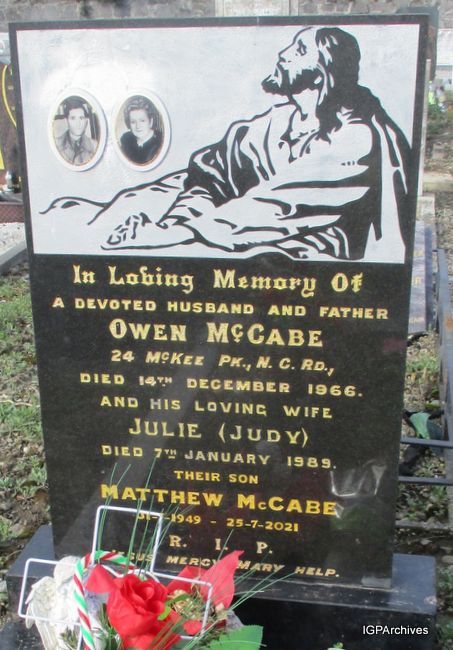 In Loving Memory Of
A DEVOTED HUSBAND AND FATHER
OWEN McCABE
24 McKEE PK., N. C. RD.,
DIED 14TH DECEMBER 1966.
AND HIS LOVING WIFE
JULIE (JUDY)
DIED 7TH JANUARY 1989.
THEIR SON
MATTHEW McCABE
-1949 - 25-7-2021
R. I. P.
MERCY MARY HELP.
IGPArchives